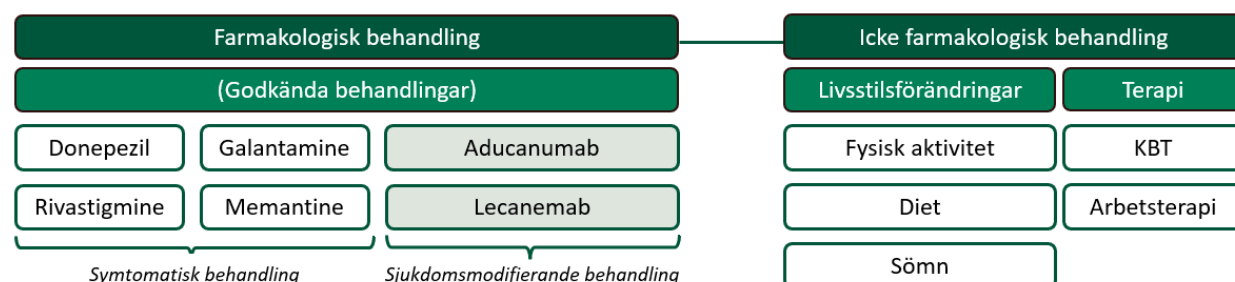 Farmakologisk behandling
Icke farmakologisk behandling
(Godkända behandlingar)
Livsstilsförändringar
Terapi
Donepezil
Galantamine
Aducanumab
Fysisk aktivitet
KBT
Rivastigmine
Memantine
Lecanemab
Diet
Arbetsterapi
Symtomatisk behandling
Sjukdomsmodifierande behandling
Sömn